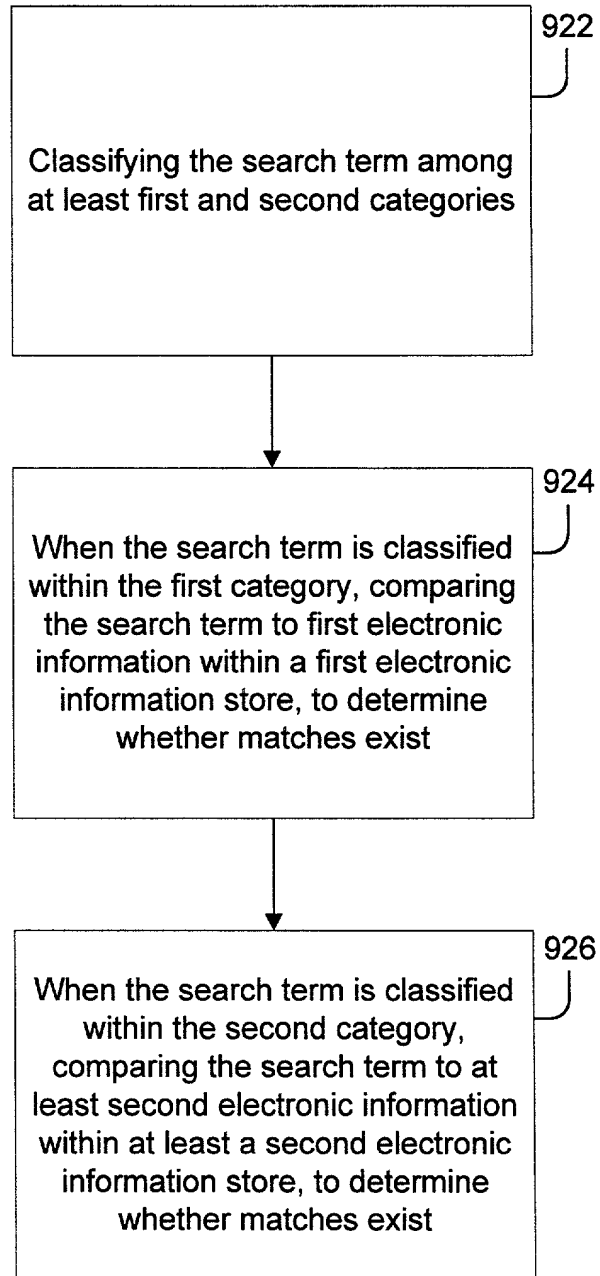 922
Classifying the search term among
at least first and second categories
924
When the search term is classified
within the first category, comparing
the search term to first electronic
information within a first electronic
information store, to determine
whether matches exist
926
When the search term is classified
within the second category,
comparing the search term to at
least second electronic information
within at least a second electronic
information store, to determine
whether matches exist